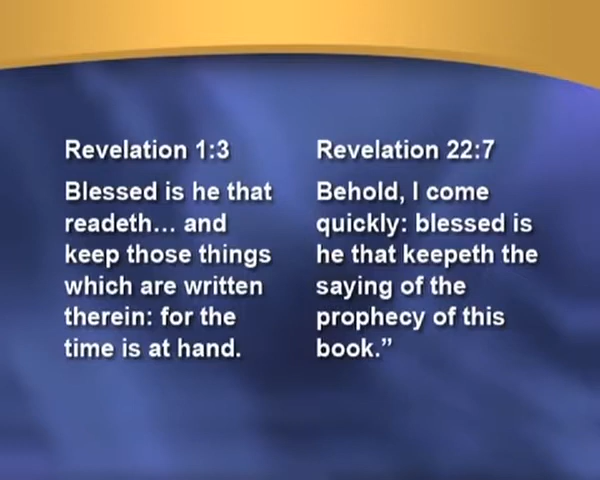 Revelation 1:3
Blessed is he that
readeth... and
keep those things
which are written
therein: for the
time is at hand.
Revelation 22:7
Behold, I come
quickly: blessed is
he that keepeth the
saying of the
prophecy of this
book.”